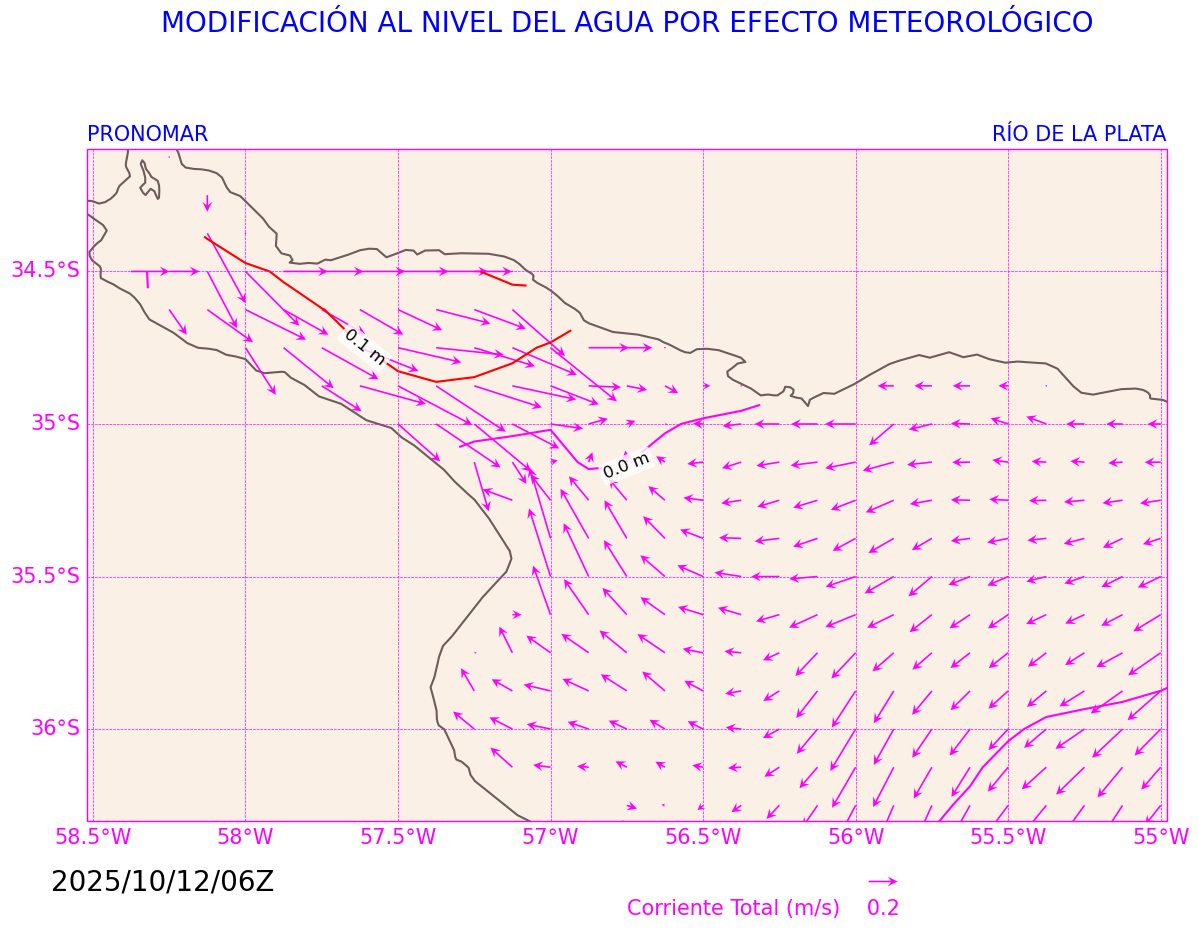 MODIFICACIÓN AL NIVEL DEL AGUA POR EFECTO METEOROLÓGICO
PRONOMAR RÍO DE LA PLATA
34.5°S
0.1 m
35°S
0.0 m
35.5°S
36°S
58.5°W 58°W 57.5°W 57°W 56.5°W 56°W 55.5°W 55°W
2025/10/12/06Z
Corriente Total (m/s) 0.2